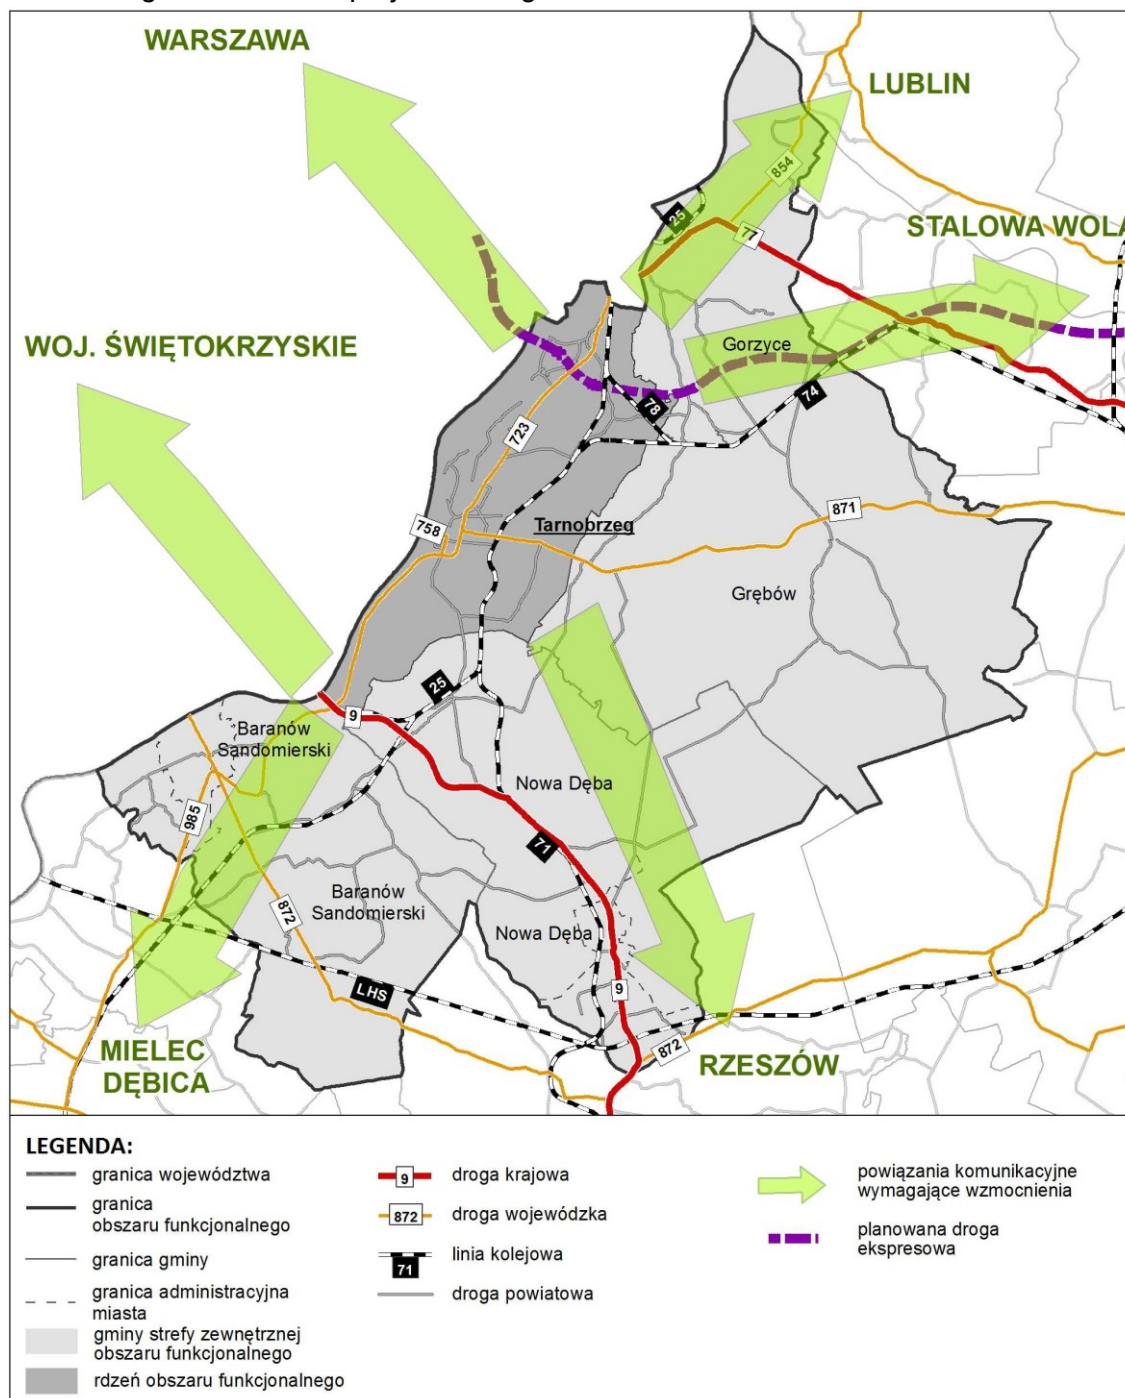 WARSZAWA
LUBLIN
854
25
77
STALOWA WOLA
WOJ. ŚWIĘTOKRZYSKIE
Gorzyce
78
74
723
758
Tarnobrzeg
871
Grębów
25
9
Baranów
Sandomierski
Nowa Dęba
985
71
Baranów
Sandomierski
872
Nowa Dęba
LHS
9
872
MIELEC
DĘBICA
RZESZÓW
LEGENDA:
granica województwa
granica
obszaru funkcjonalnego
granica gminy
granica administracyjna
miasta
gminy strefy zewnętrznej
obszaru funkcjonalnego
rdzeń obszaru funkcjonalnego
9 droga krajowa
872 droga wojewódzka
linia kolejowa
71
droga powiatowa
powiązania komunikacyjne
wymagające wzmocnienia
planowana droga
ekspresowa